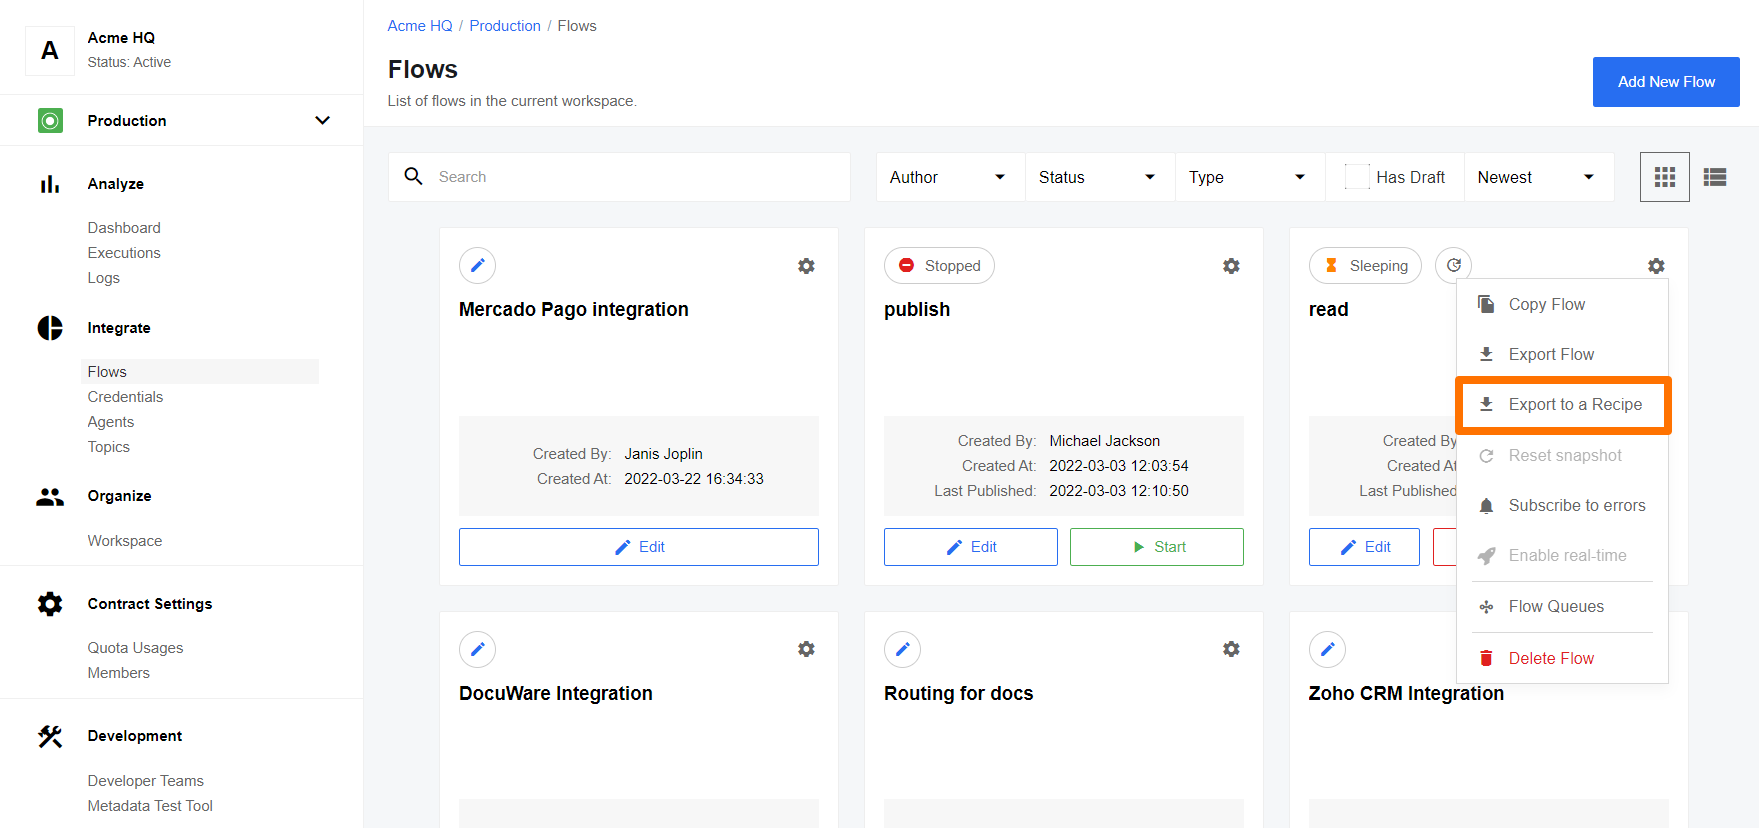 A
Acme HQ
Status: Active
Production
Analyze
Dashboard
Executions
Logs
Integrate
Flows
Credentials
Agents
Topics
Organize
Workspace
Contract Settings
Quota Usages
Members
Development
Developer Teams
Metadata Test Tool
Acme HQ / Production / Flows
Flows
List of flows in the current workspace.
Add New Flow
Search
Author
Status
Type
Has Draft
Newest
Mercado Pago integration
Created By: Janis Joplin
Created At: 2022-03-22 16:34:33
Edit
Stopped
publish
Created By: Michael Jackson
Created At: 2022-03-03 12:03:54
Last Published: 2022-03-03 12:10:50
Edit
Start
Sleeping
read
Created By
Created At
Last Published
Edit
Copy Flow
Export Flow
Export to a Recipe
Reset snapshot
Subscribe to errors
Enable real-time
Flow Queues
Delete Flow
DocuWare Integration
Routing for docs
Zoho CRM Integration